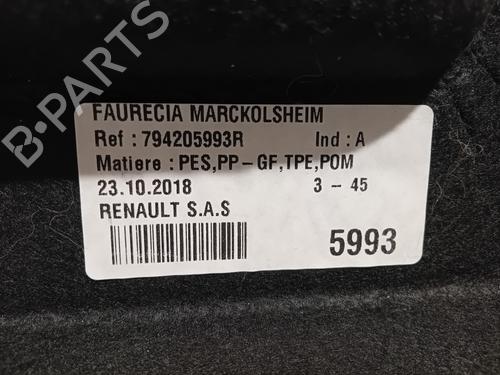 FAURECIA MARCKOLSHEIM
Ref : 794205993R Ind : A
Matiere : PES,PP-GF,TPE,POM
23.10.2018 3 - 45
RENAULT S.A.S
5993
B-PARTS